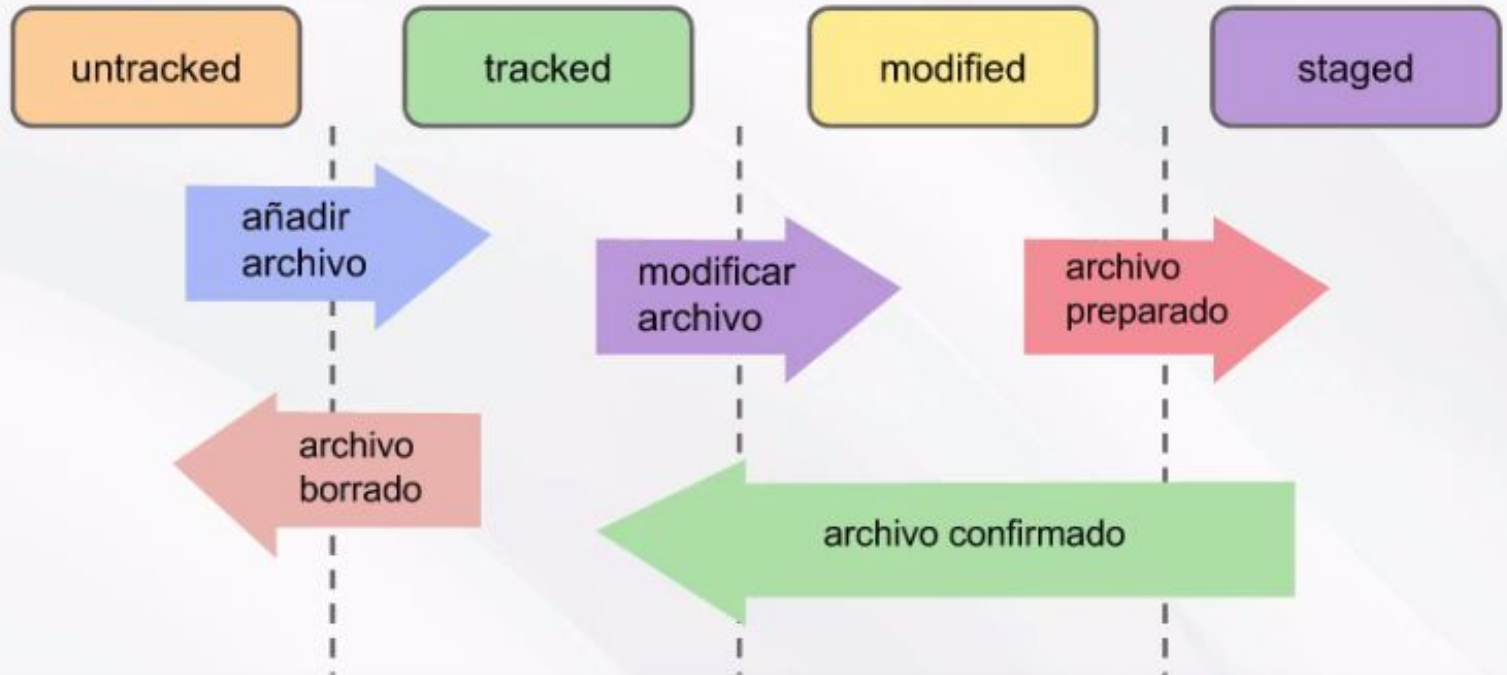 untracked
tracked
modified
staged
añadir
archivo
modificar
archivo
archivo
preparado
archivo
borrado
archivo confirmado